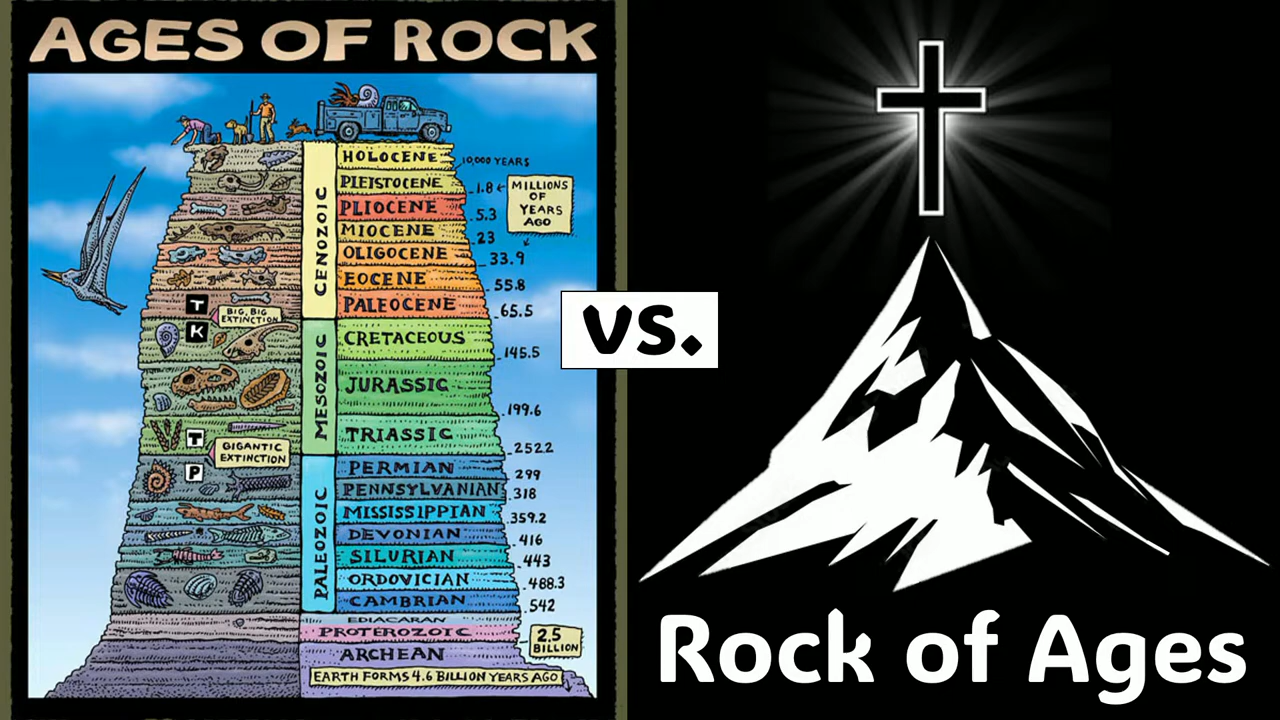 AGES OF ROCK
CENOZOIC
HOLOCENE
10,000 YEARS
PLEISTOCENE
1.8
MILLIONS
OF
YEARS
AGO
PLIOCENE
5.3
MIOCENE
23
OLIGOCENE
33.9
EOCENE
55.8
PALEOCENE
65.5
T
BIG, BIG
EXTINCTION
K
MESOZOIC
CRETACEOUS
145.5
JURASSIC
199.6
TRIASSIC
252.2
T
GIGANTIC
EXTINCTION
P
PALEOZOIC
PERMIAN
299
PENNSYLVANIAN
318
MISSISSIPPIAN
359.2
DEVONIAN
416
SILURIAN
443
ORDOVICIAN
488.3
CAMBRIAN
542
EDIACARAN
PROTEROZOIC
2.5
BILLION
ARCHEAN
EARTH FORMS 4.6 BILLION YEARS AGO
VS.
Rock of Ages